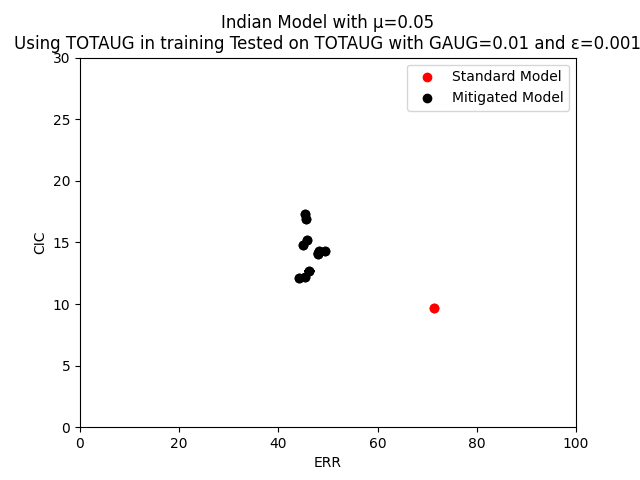 Indian Model with μ=0.05
Using TOTAUG in training Tested on TOTAUG with GAUG=0.01 and ε=0.001
Standard Model
Mitigated Model
30
25
20
15
10
5
0
CIC
0 20 40 60 80 100
ERR